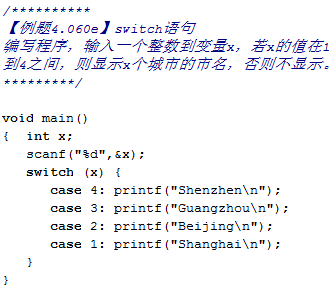 /**********
【例题4.060e】switch语句
编写程序，输入一个整数到变量x，若x的值在1
到4之间，则显示x个城市的市名，否则不显示。
*********/
void main()
{  int x;
   scanf("%d",&x);
   switch (x) {
      case 4: printf("Shenzhen\n");
      case 3: printf("Guangzhou\n");
      case 2: printf("Beijing\n");
      case 1: printf("Shanghai\n");
   }
}